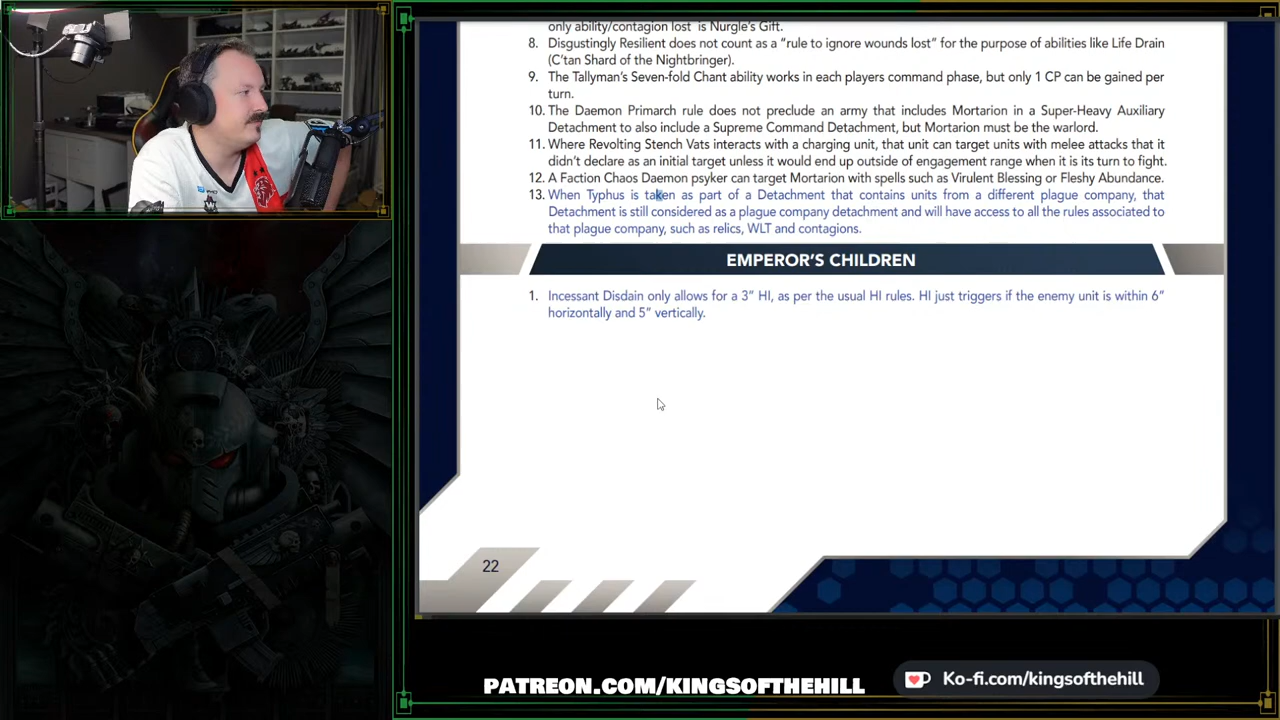 only ability/contagion lost is Nurgle's Gift.
8. Disgustingly Resilient does not count as a "rule to ignore wounds lost" for the purpose of abilities like Life Drain
(C'tan Shard of the Nightbringer).
9. The Tallyman's Seven-fold Chant ability works in each players command phase, but only 1 CP can be gained per
turn.
10. The Daemon Primarch rule does not preclude an army that includes Mortarion in a Super-Heavy Auxiliary
Detachment to also include a Supreme Command Detachment, but Mortarion must be the warlord.
11. Where Revolting Stench Vats interacts with a charging unit, that unit can target units with melee attacks that it
didn't declare as an initial target unless it would end up outside of engagement range when it is its turn to fight.
12. A Faction Chaos Daemon psyker can target Mortarion with spells such as Virulent Blessing or Fleshy Abundance.
13. When Typhus is taken as part of a Detachment that contains units from a different plague company, that
Detachment is still considered as a plague company detachment and will have access to all the rules associated to
that plague company, such as relics, WLT and contagions.
EMPEROR'S CHILDREN
1. Incessant Disdain only allows for a 3" HI, as per the usual HI rules. HI just triggers if the enemy unit is within 6"
horizontally and 5" vertically.
22
PATREON.COM/KINGSOFTHEHILL
Ko-fi.com/kingsofthehill